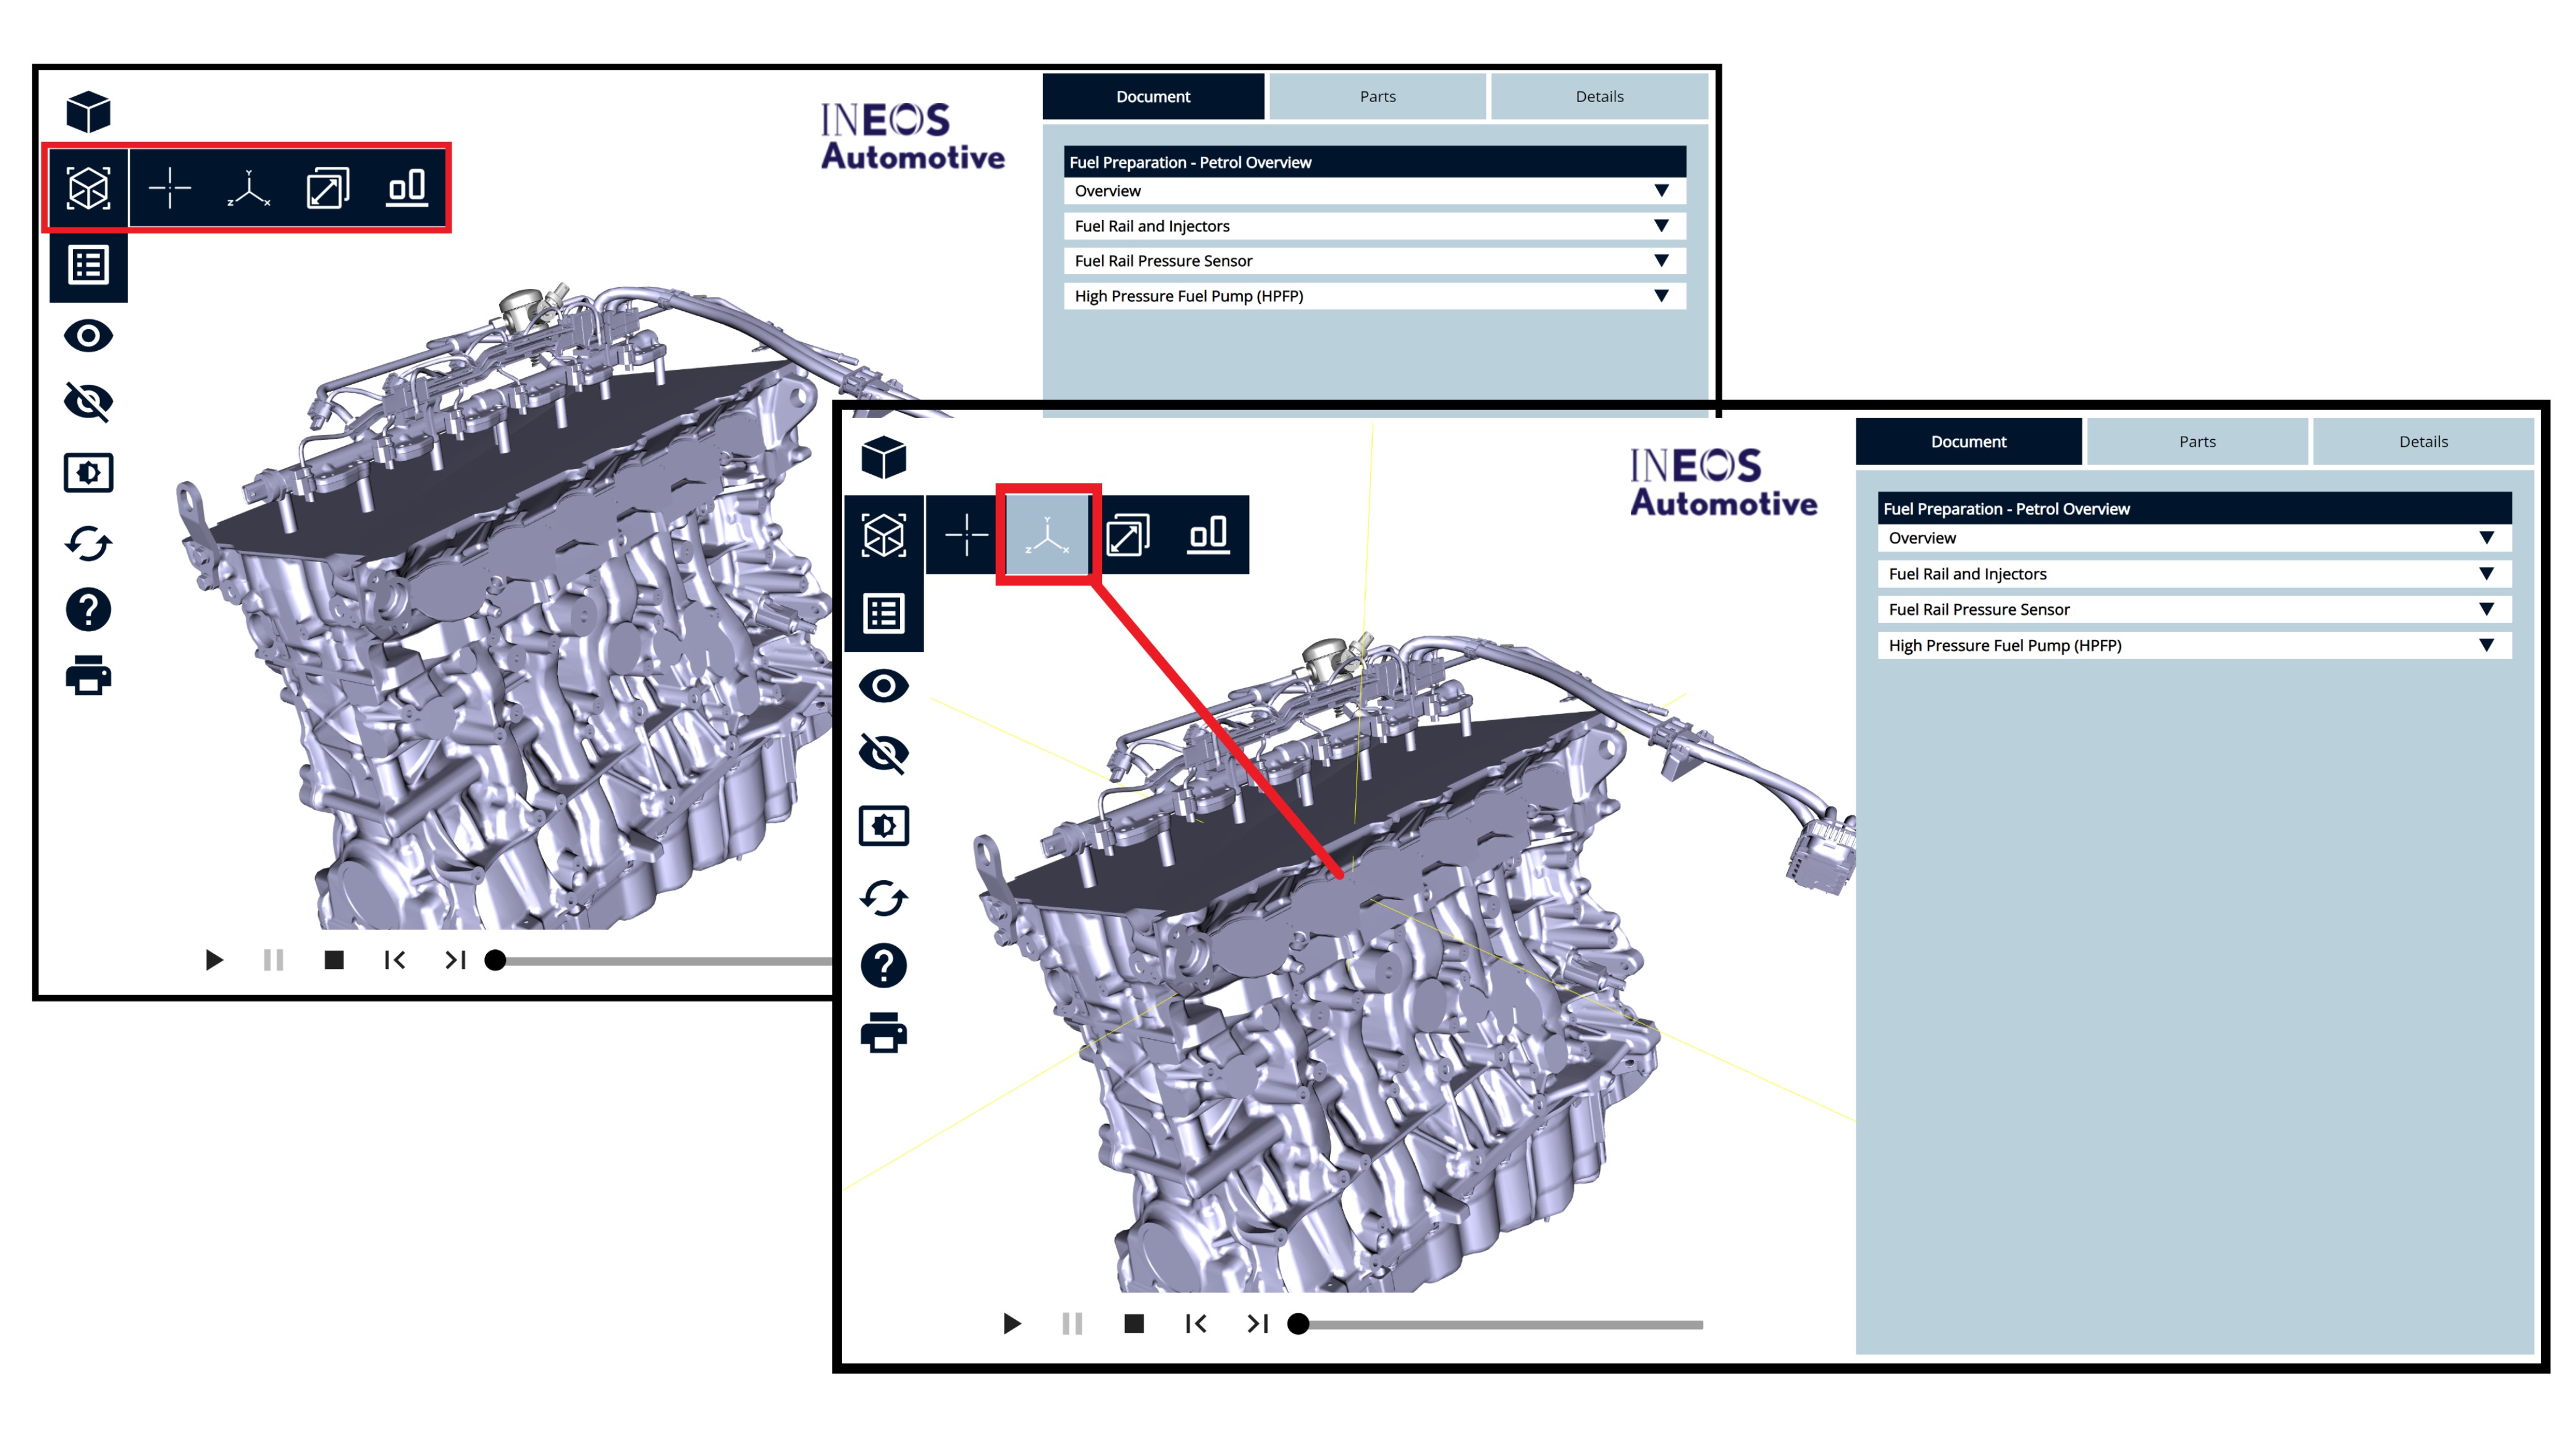 INEOS
Automotive
Document
Parts
Details
Fuel Preparation - Petrol Overview
Overview
Fuel Rail and Injectors
Fuel Rail Pressure Sensor
High Pressure Fuel Pump (HPFP)
Y
Z
X
?
INEOS
Automotive
Document
Parts
Details
Fuel Preparation - Petrol Overview
Overview
Fuel Rail and Injectors
Fuel Rail Pressure Sensor
High Pressure Fuel Pump (HPFP)
Y
Z
X
?